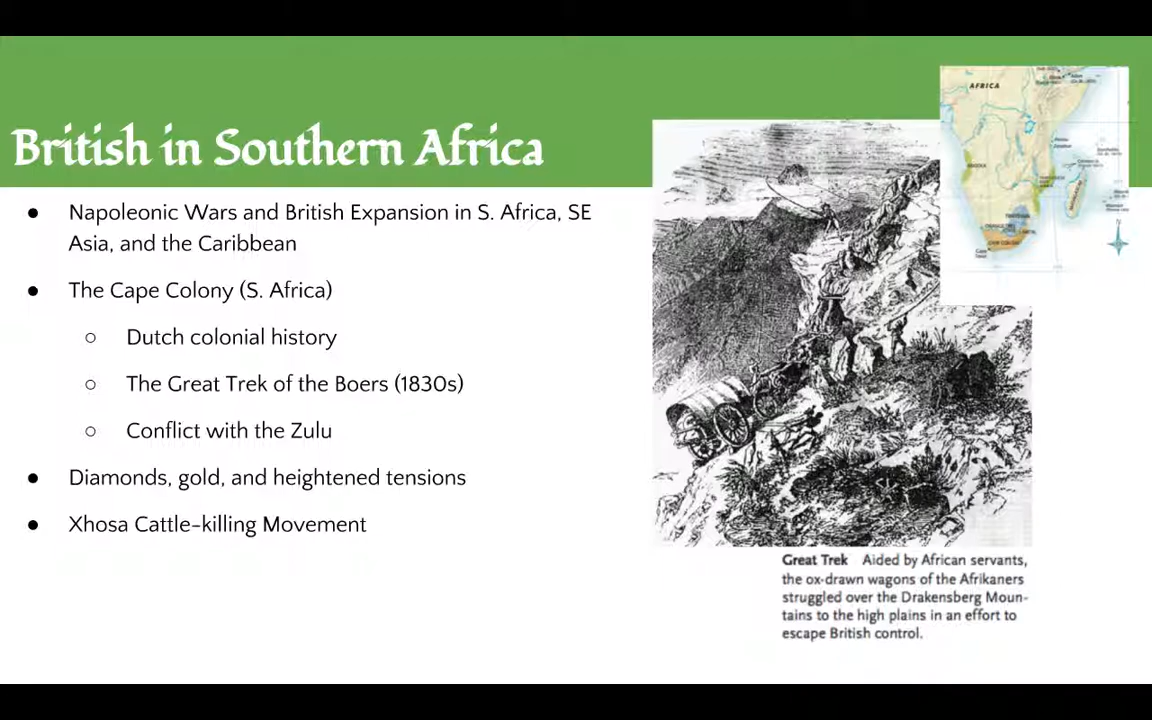 British in Southern Africa
● Napoleonic Wars and British Expansion in S. Africa, SE
Asia, and the Caribbean
● The Cape Colony (S. Africa)
○ Dutch colonial history
○ The Great Trek of the Boers (1830s)
○ Conflict with the Zulu
● Diamonds, gold, and heightened tensions
● Xhosa Cattle-killing Movement
AFRICA
N
Great Trek Aided by African servants,
the ox-drawn wagons of the Afrikaners
struggled over the Drakensberg Moun-
tains to the high plains in an effort to
escape British control.